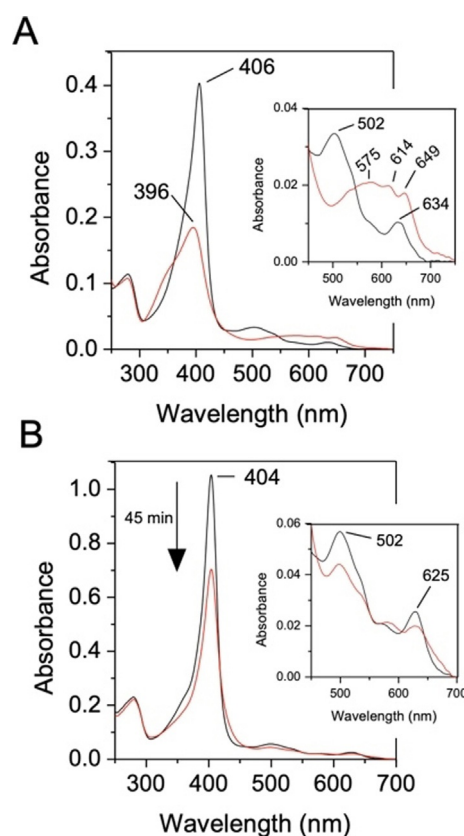 A
Absorbance
0.4
0.3
0.2
0.1
0.0
406
396
250 300 400 500 600 700
Wavelength (nm)
Absorbance
0.04
0.02
0.00
502
575
614
649
634
500 600 700
Wavelength (nm)
B
Absorbance
1.0
0.8
0.6
0.4
0.2
0.0
45 min
404
300 400 500 600 700
Wavelength (nm)
Absorbance
0.06
0.04
0.02
0.00
502
625
500 600 700
Wavelength (nm)